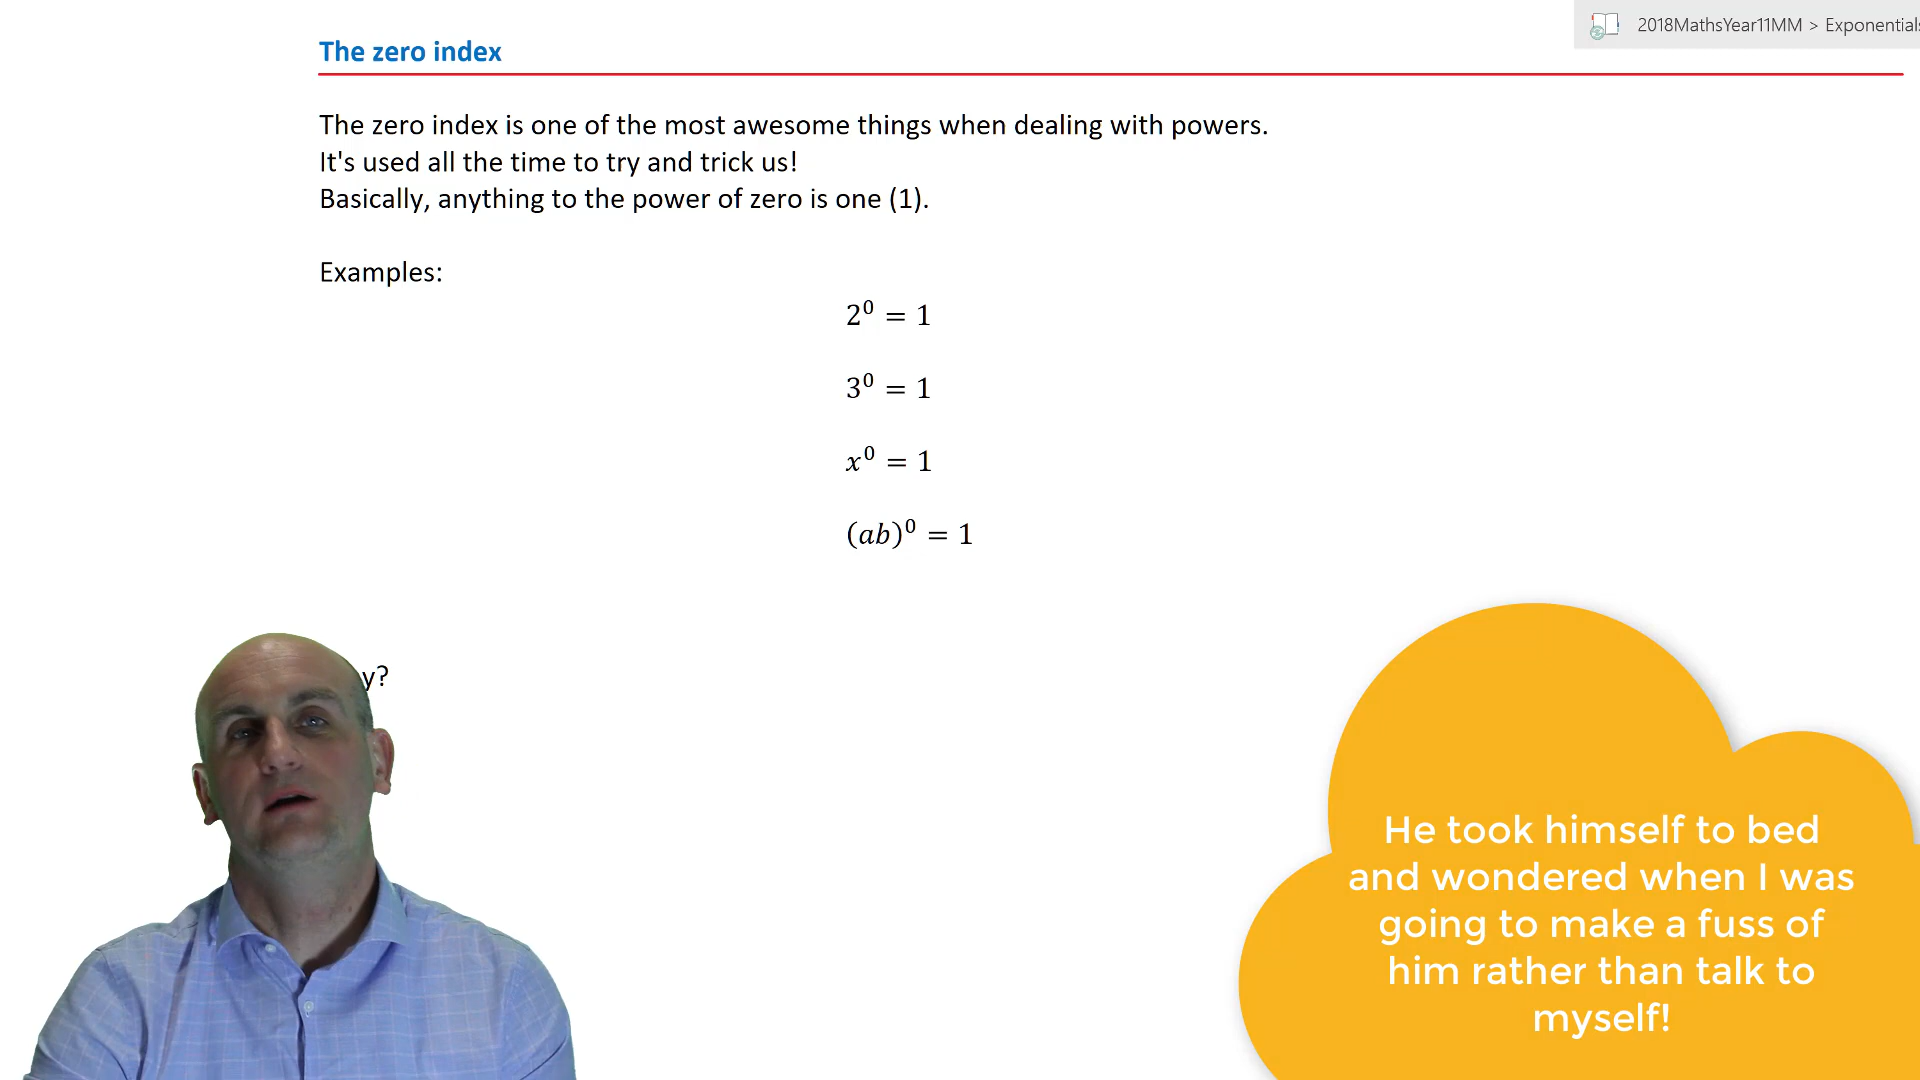 2018MathsYear11MM > Exponentials
The zero index
The zero index is one of the most awesome things when dealing with powers.
It's used all the time to try and trick us!
Basically, anything to the power of zero is one (1).
Examples:
2⁰ = 1
3⁰ = 1
x⁰ = 1
(ab)⁰ = 1
y?
He took himself to bed
and wondered when I was
going to make a fuss of
him rather than talk to
myself!